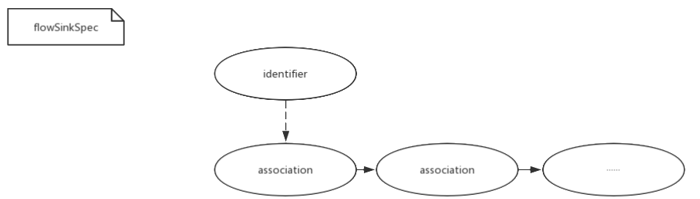 flowSinkSpec
identifier
association
association
......